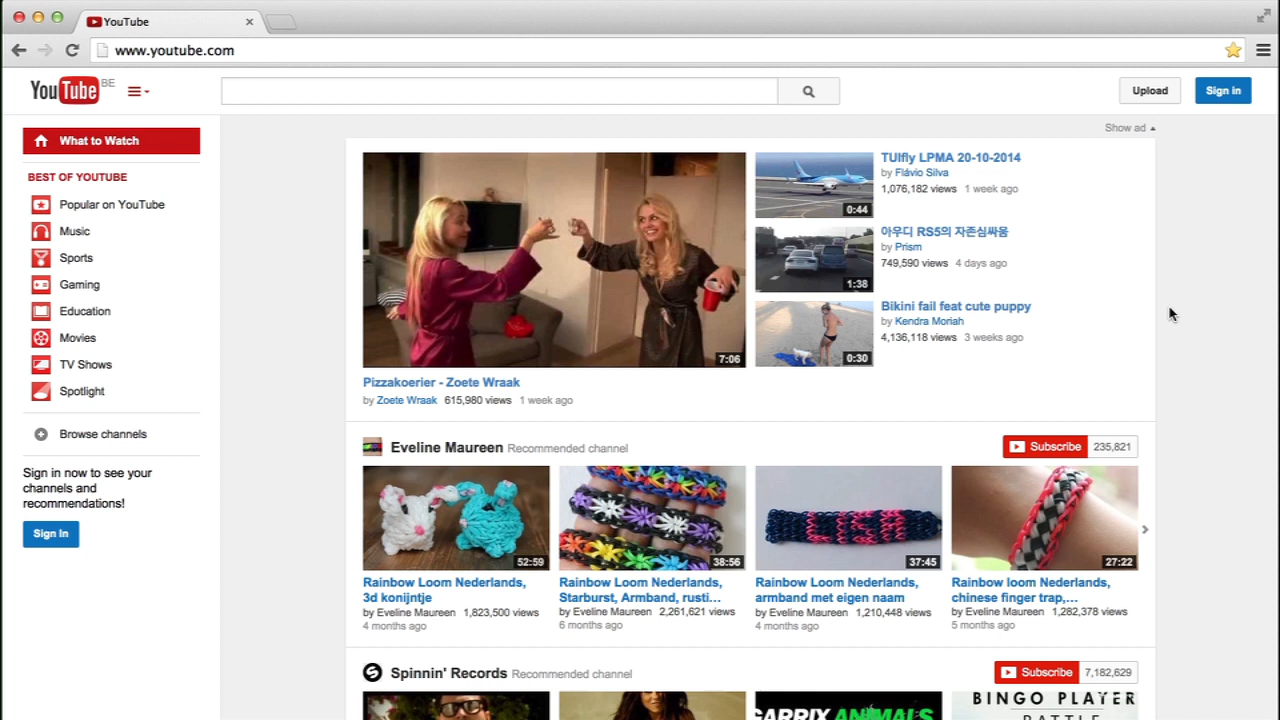 YouTube
www.youtube.com
YouTube BE
Upload
Sign in
Show ad
What to Watch
BEST OF YOUTUBE
Popular on YouTube
Music
Sports
Gaming
Education
Movies
TV Shows
Spotlight
Browse channels
Sign in now to see your
channels and
recommendations!
Sign In
7:06
Pizzakoerier - Zoete Wraak
by Zoete Wraak 615,980 views 1 week ago
0:44
TUIfly LPMA 20-10-2014
by Flávio Silva
1,076,182 views 1 week ago
1:38
아우디 RS5의 자존심싸움
by Prism
749,590 views 4 days ago
0:30
Bikini fail feat cute puppy
by Kendra Moriah
4,136,118 views 3 weeks ago
Eveline Maureen Recommended channel
Subscribe 235,821
52:59
Rainbow Loom Nederlands,
3d konijntje
by Eveline Maureen 1,823,500 views
4 months ago
38:56
Rainbow Loom Nederlands,
Starburst, Armband, rusti...
by Eveline Maureen 2,261,621 views
6 months ago
37:45
Rainbow Loom Nederlands,
armband met eigen naam
by Eveline Maureen 1,210,448 views
4 months ago
27:22
Rainbow loom Nederlands,
chinese finger trap,...
by Eveline Maureen 1,282,378 views
5 months ago
Spinnin' Records Recommended channel
Subscribe 7,182,629
GARRIX ANIMALS
BINGO PLAYER
BATTLE